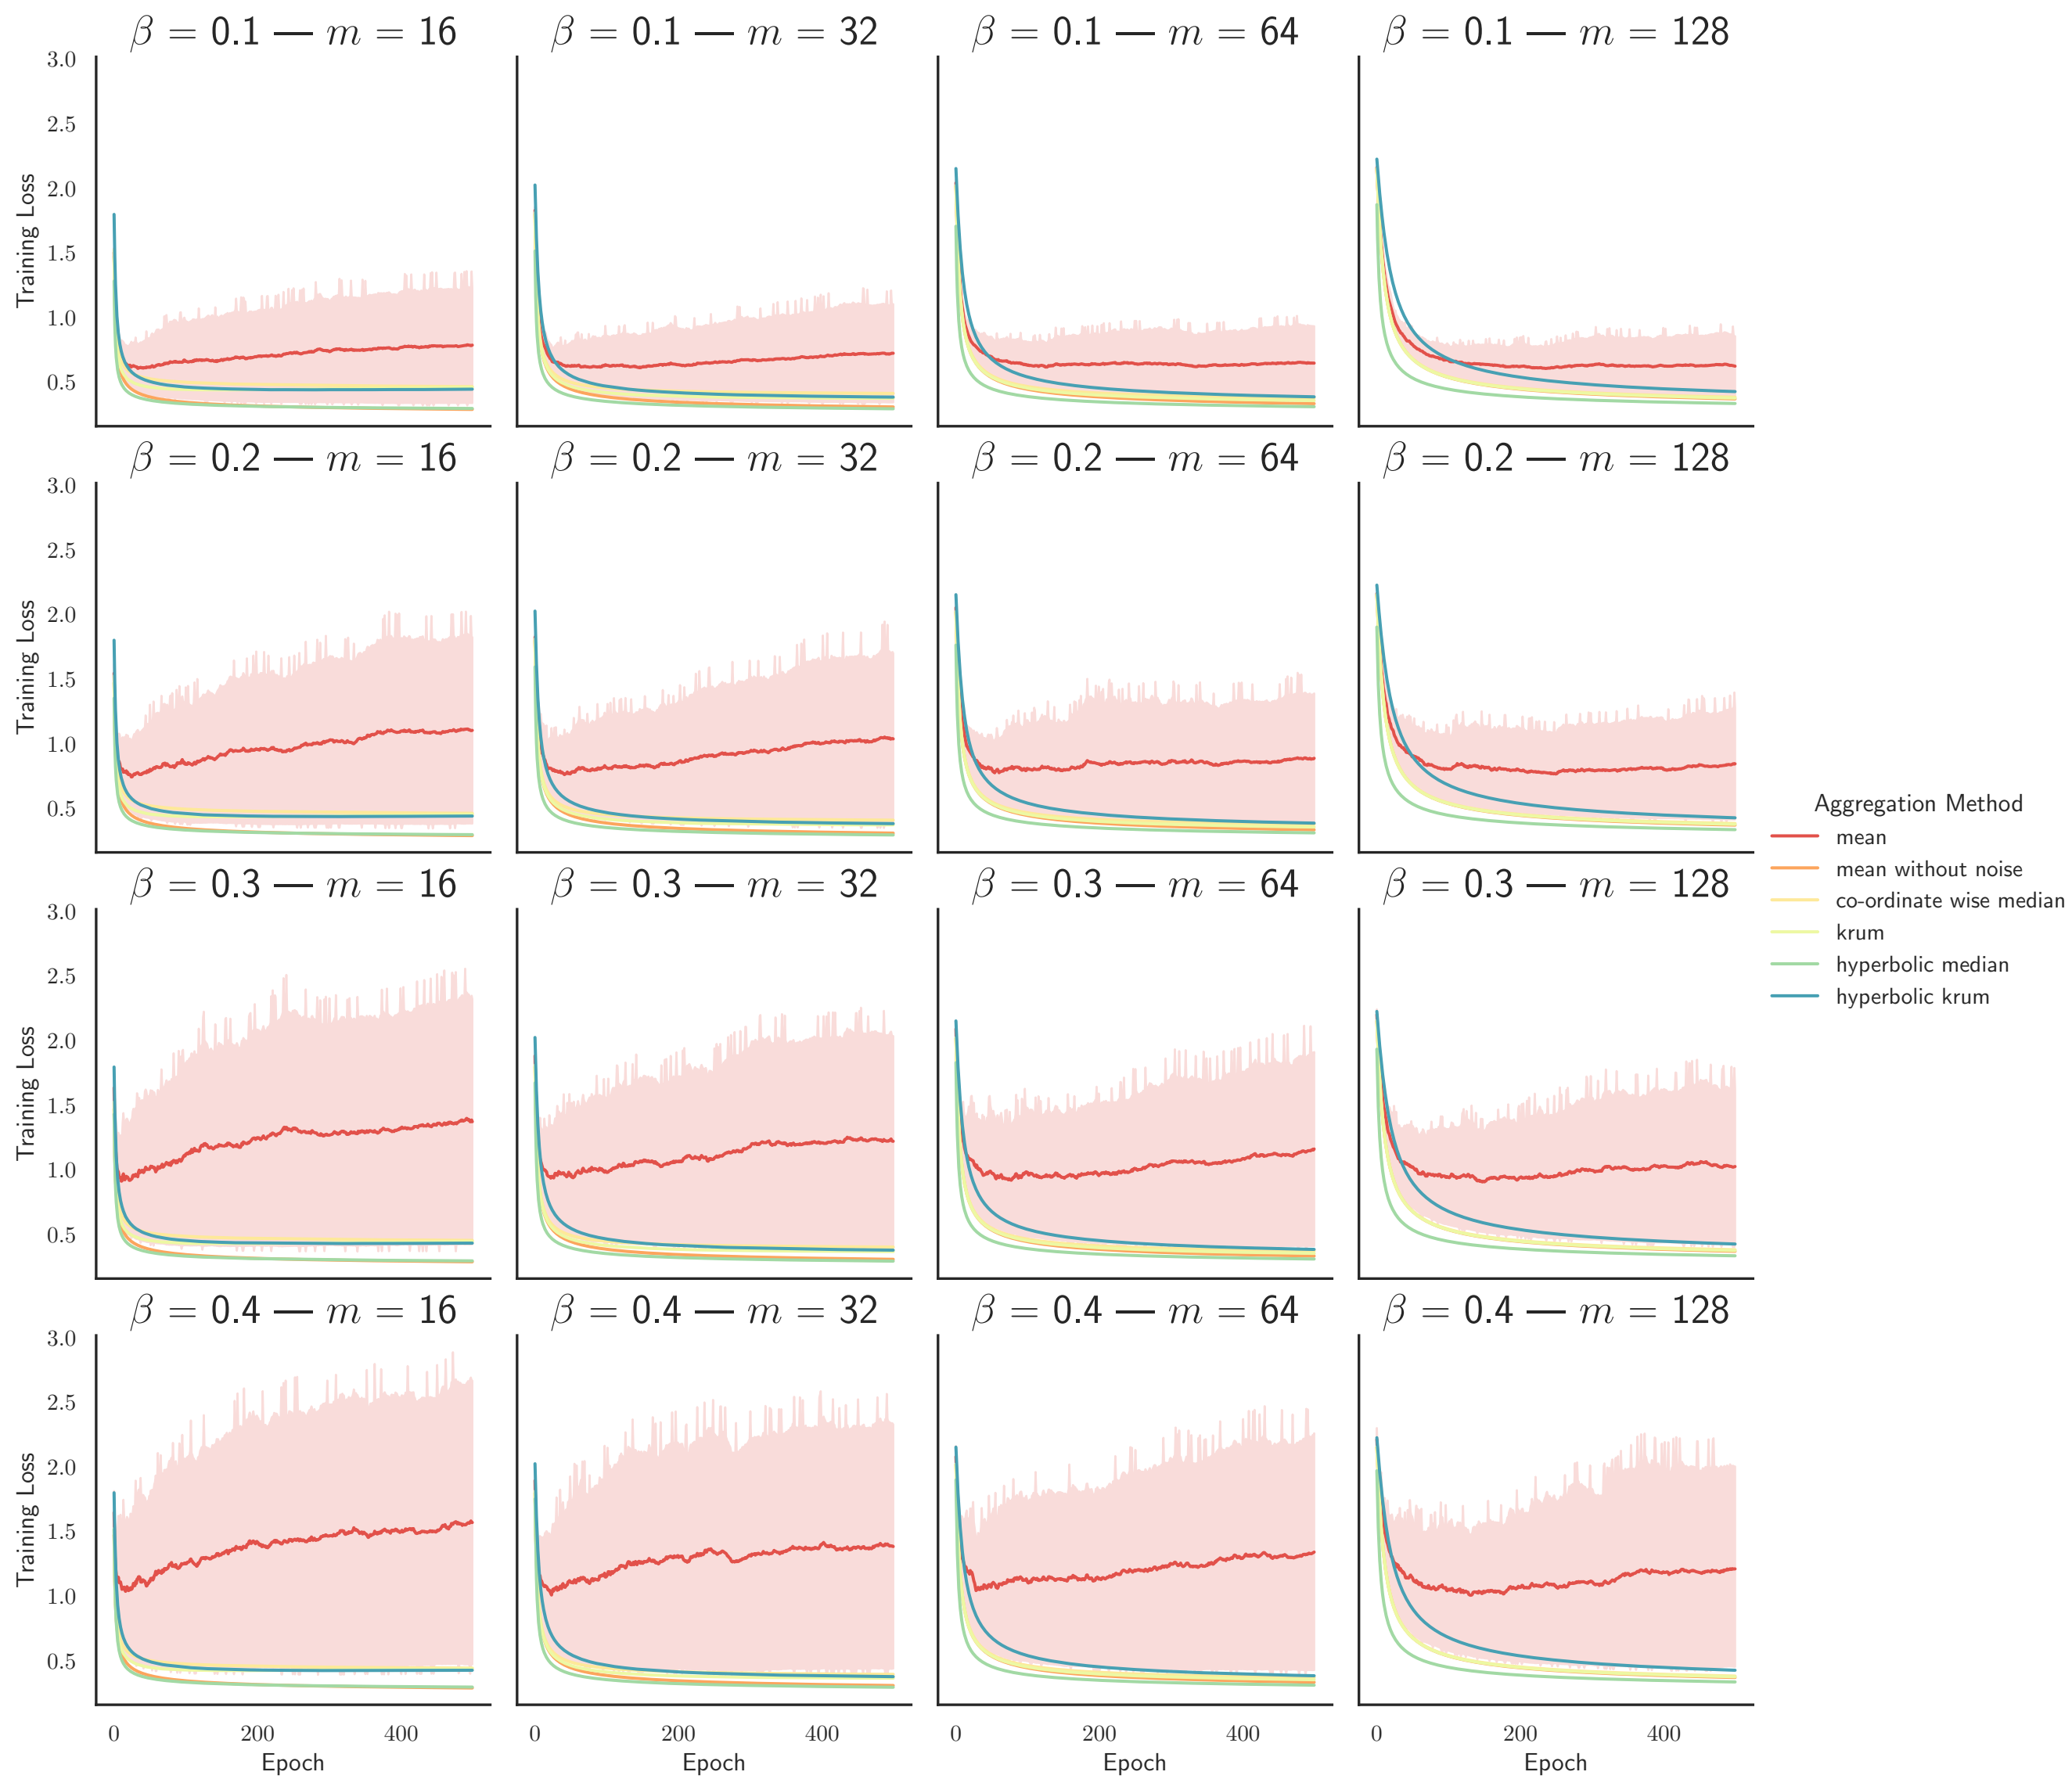 β = 0.1 — m = 16
β = 0.1 — m = 32
β = 0.1 — m = 64
β = 0.1 — m = 128
3.0
2.5
2.0
1.5
1.0
0.5
Training Loss
β = 0.2 — m = 16
β = 0.2 — m = 32
β = 0.2 — m = 64
β = 0.2 — m = 128
3.0
2.5
2.0
1.5
1.0
0.5
Training Loss
β = 0.3 — m = 16
β = 0.3 — m = 32
β = 0.3 — m = 64
β = 0.3 — m = 128
3.0
2.5
2.0
1.5
1.0
0.5
Training Loss
β = 0.4 — m = 16
β = 0.4 — m = 32
β = 0.4 — m = 64
β = 0.4 — m = 128
3.0
2.5
2.0
1.5
1.0
0.5
Training Loss
0 200 400
Epoch
0 200 400
Epoch
0 200 400
Epoch
0 200 400
Epoch
Aggregation Method
mean
mean without noise
co-ordinate wise median
krum
hyperbolic median
hyperbolic krum